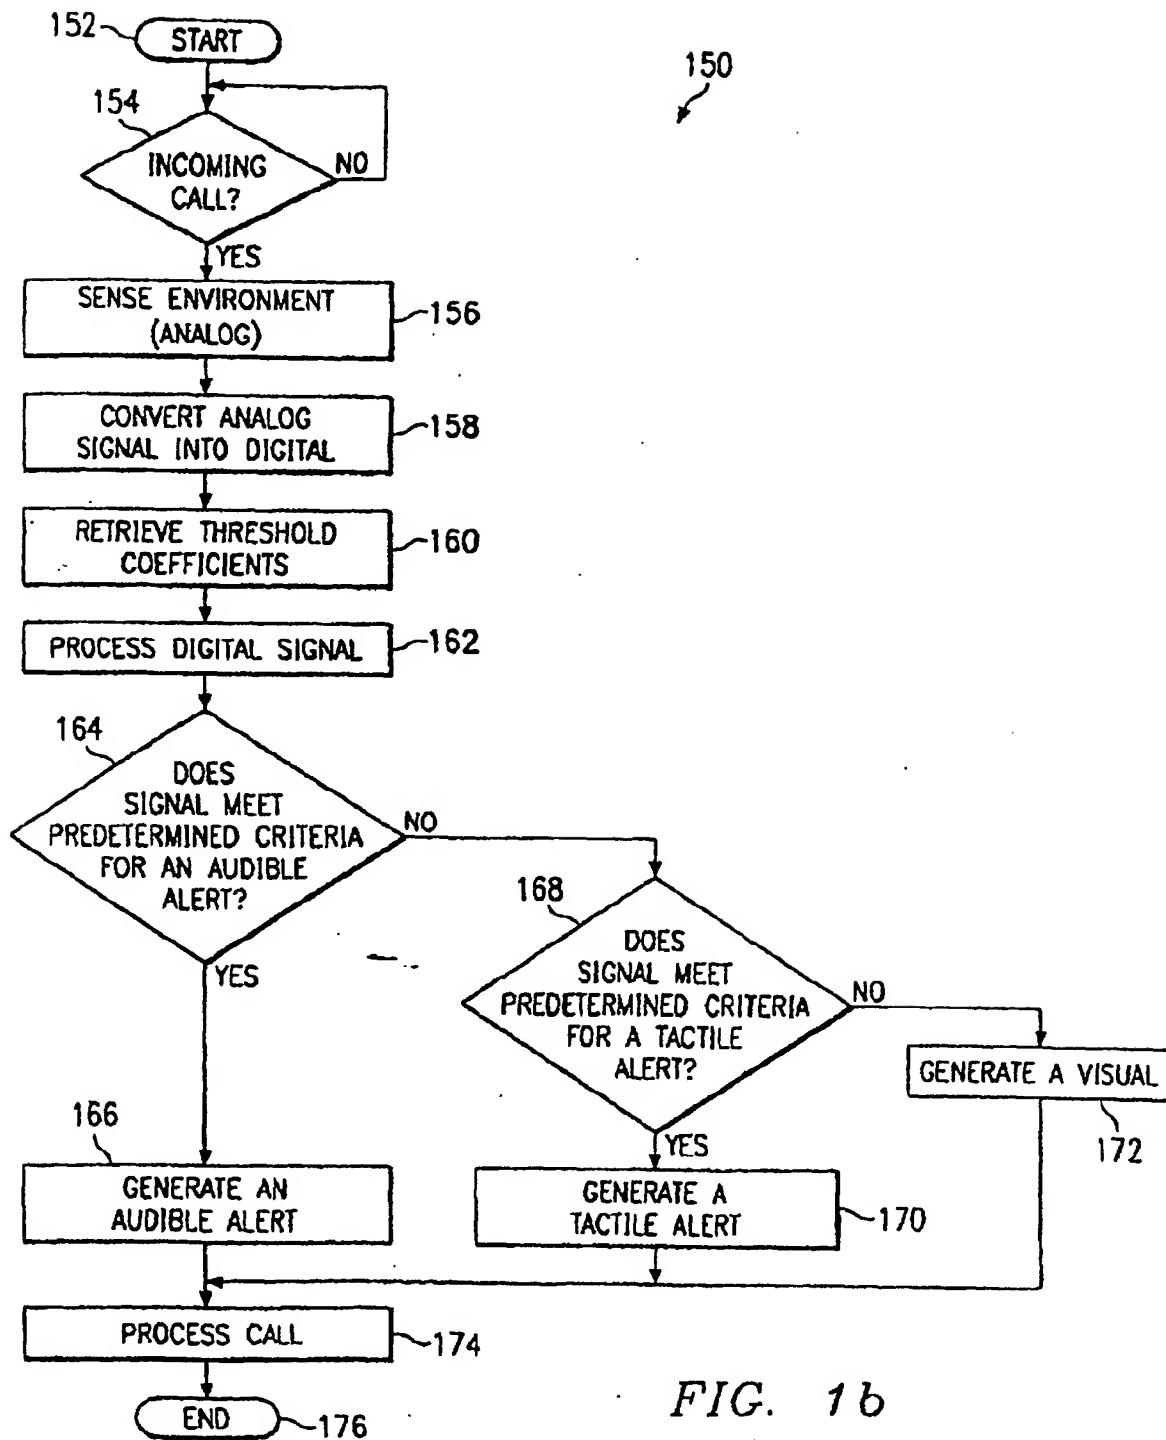 152
START
150
154
INCOMING
CALL?
NO
YES
SENSE ENVIRONMENT
(ANALOG)
156
CONVERT ANALOG
SIGNAL INTO DIGITAL
158
RETRIEVE THRESHOLD
COEFFICIENTS
160
PROCESS DIGITAL SIGNAL
162
164
DOES
SIGNAL MEET
PREDETERMINED CRITERIA
FOR AN AUDIBLE
ALERT?
NO
YES
168
DOES
SIGNAL MEET
PREDETERMINED CRITERIA
FOR A TACTILE
ALERT?
NO
YES
GENERATE A VISUAL
172
166
GENERATE AN
AUDIBLE ALERT
GENERATE A
TACTILE ALERT
170
PROCESS CALL
174
END
176
FIG. 1b